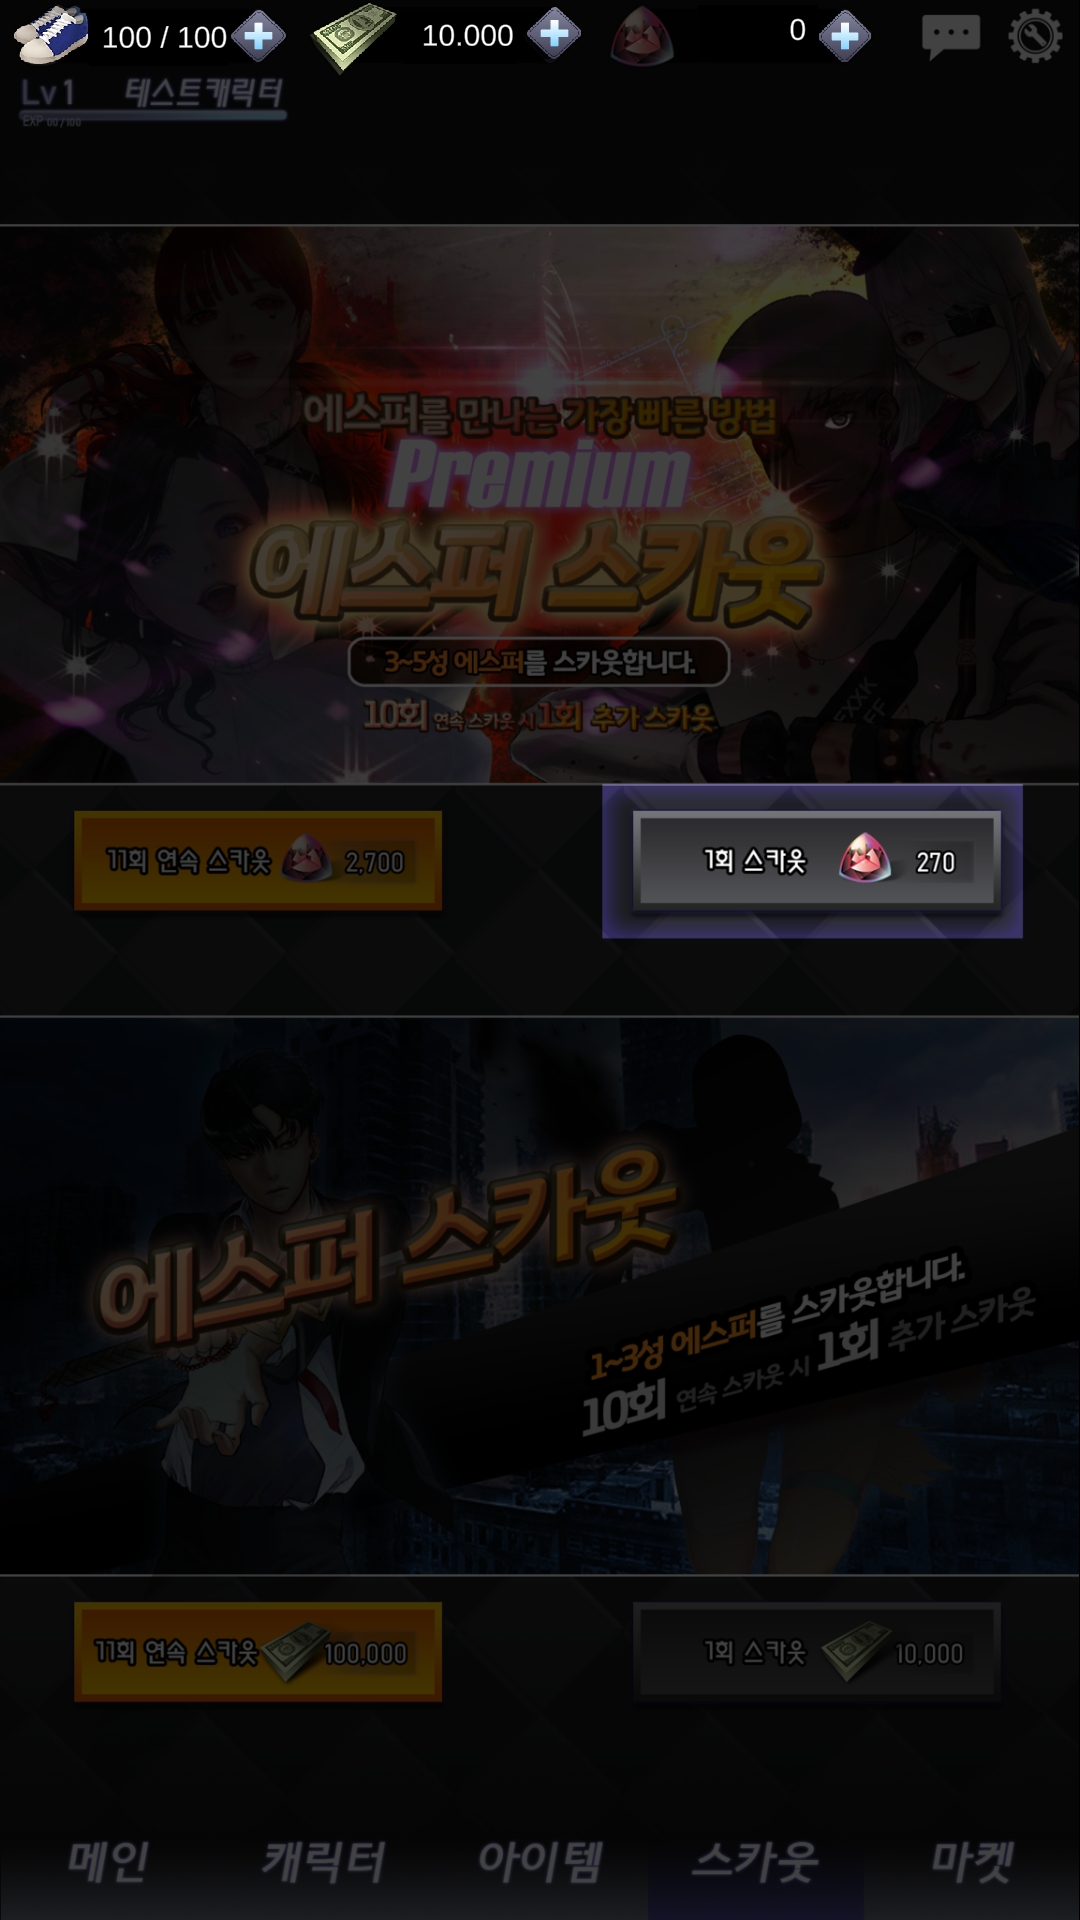 100 / 100
10.000
0
Lv 1 테스트캐릭터
EXP 00/100
에스퍼를 만나는 가장 빠른 방법
Premium
에스퍼 스카웃
3~5성 에스퍼를 스카웃합니다.
10회 연속 스카웃 시 1회 추가 스카웃
11회 연속 스카웃 2,700
1회 스카웃 270
에스퍼 스카웃
1~3성 에스퍼를 스카웃합니다.
10회 연속 스카웃 시 1회 추가 스카웃
11회 연속 스카웃 100,000
1회 스카웃 10,000
메인 캐릭터 아이템 스카웃 마켓